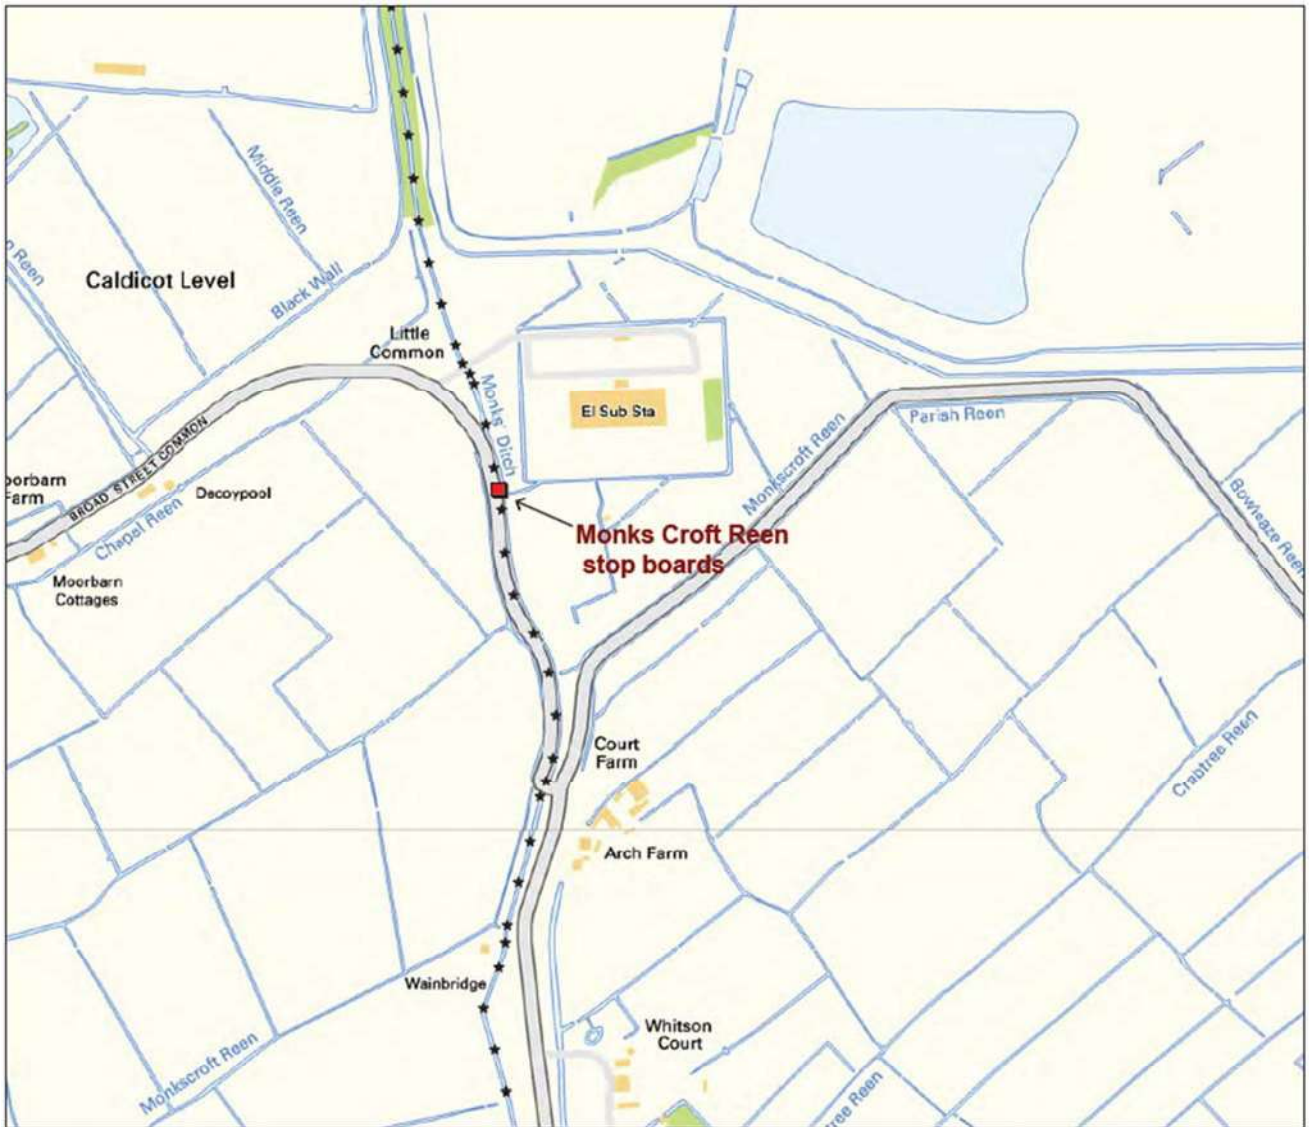 Middle Reen
n Reen
Caldicot Level
Black Wall
Little
Common
Monks' Ditch
El Sub Sta
Monkscroft Reen
Parish Reen
BROAD STREET COMMON
oorbarn
Farm
Decoypool
Chapel Reen
Bowleaze Reen
Monks Croft Reen
stop boards
Moorbarn
Cottages
Court
Farm
Crabtree Reen
Arch Farm
Wainbridge
Whitson
Court
Monkscroft Reen
tree Reen